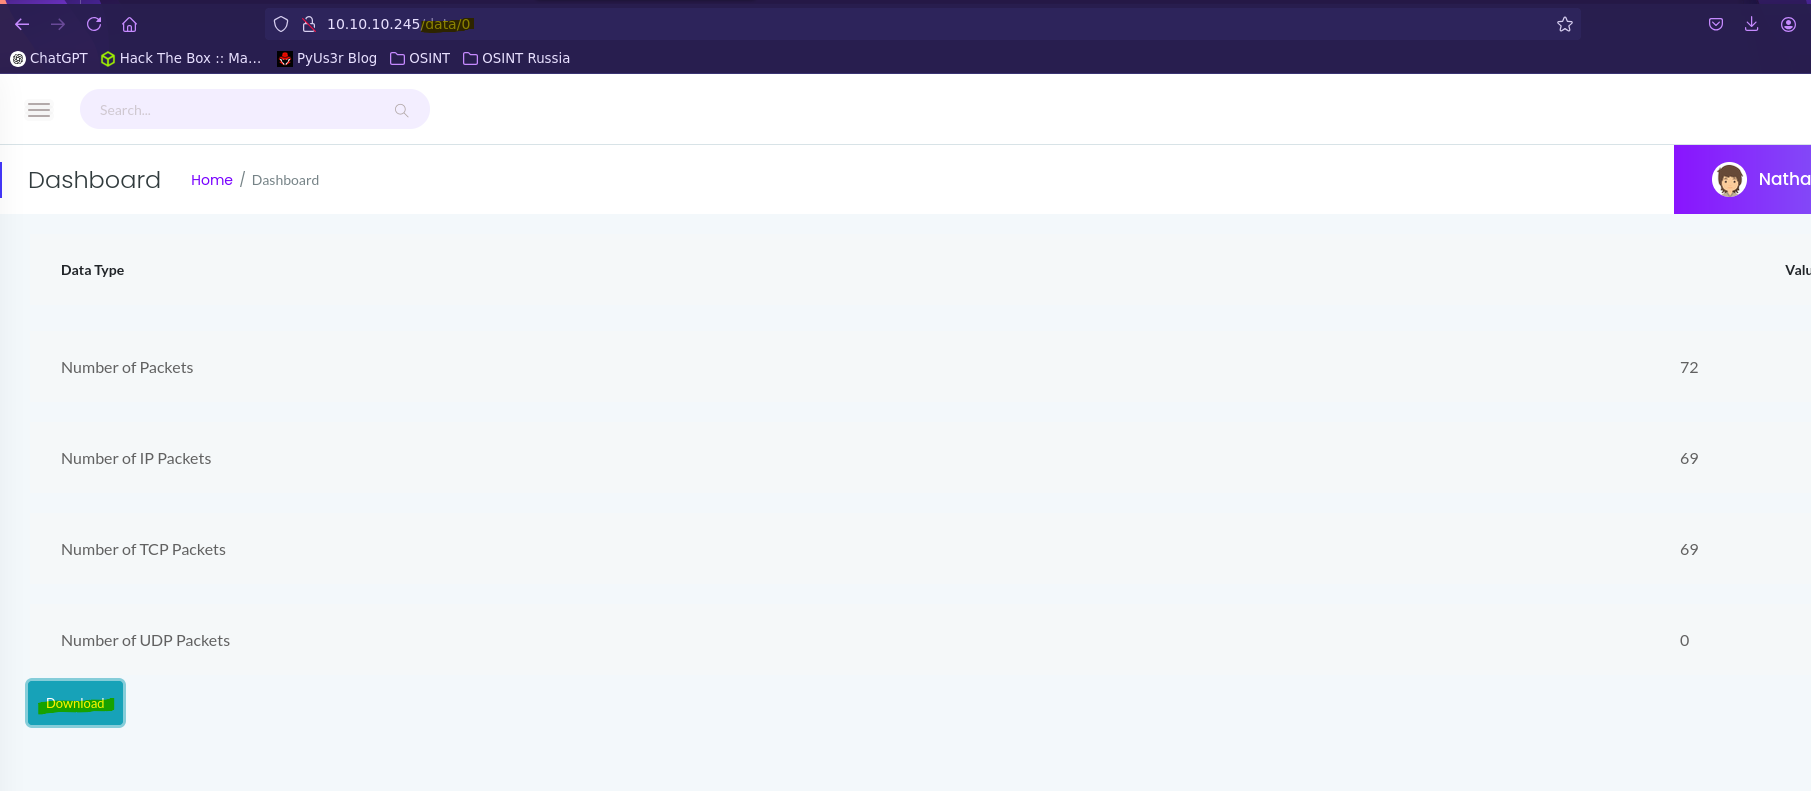 10.10.10.245/data/0
ChatGPT Hack The Box :: Ma... PyUs3r Blog OSINT OSINT Russia
Search...
Dashboard Home / Dashboard Natha
Data Type Valu
Number of Packets 72
Number of IP Packets 69
Number of TCP Packets 69
Number of UDP Packets 0
Download